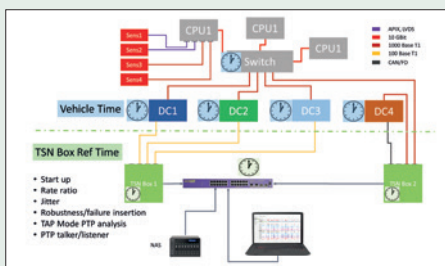 Sens1
Sens2
Sens3
Sens4
CPU1
CPU1
CPU1
Switch
APIX, LVDS
10 GBit
1000 Base T1
100 Base T1
CAN/FD
Vehicle Time
DC1
DC2
DC3
DC4
TSN Box Ref Time
TSN Box 1
TSN Box 2
• Start up
• Rate ratio
• Jitter
• Robustness/failure insertion
• TAP Mode PTP analysis
• PTP talker/listener
NAS